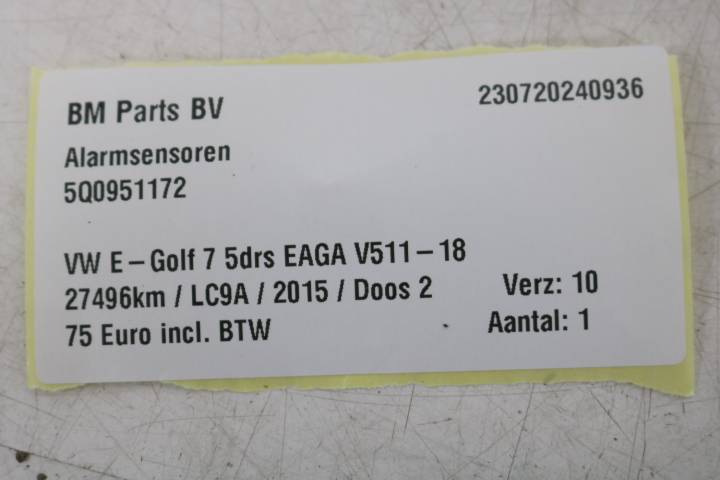 BM Parts BV 230720240936
Alarmsensoren
5Q0951172
VW E-Golf 7 5drs EAGA V511-18
27496km / LC9A / 2015 / Doos 2 Verz: 10
75 Euro incl. BTW Aantal: 1